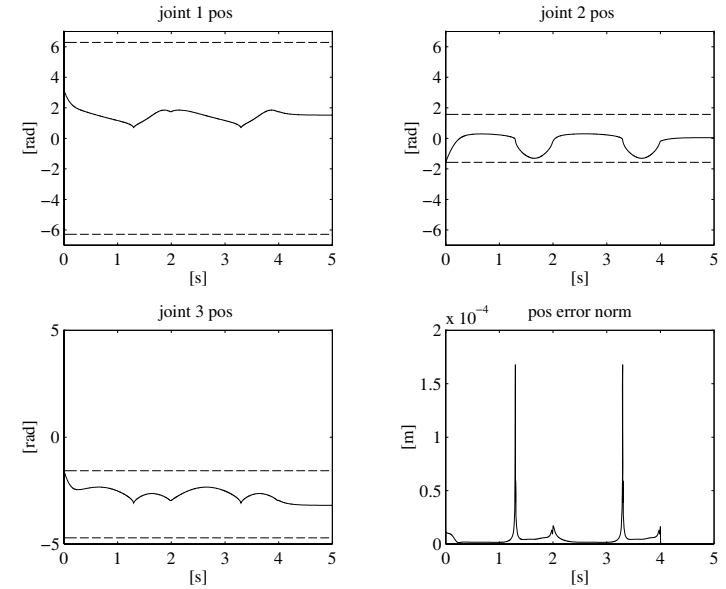 joint 1 pos
6
4
2
0
−2
−4
−6
[rad]
0 1 2 3 4 5
[s]
joint 2 pos
6
4
2
0
−2
−4
−6
[rad]
0 1 2 3 4 5
[s]
joint 3 pos
5
0
−5
[rad]
0 1 2 3 4 5
[s]
x 10⁻⁴ pos error norm
2
1.5
1
0.5
0
[m]
0 1 2 3 4 5
[s]